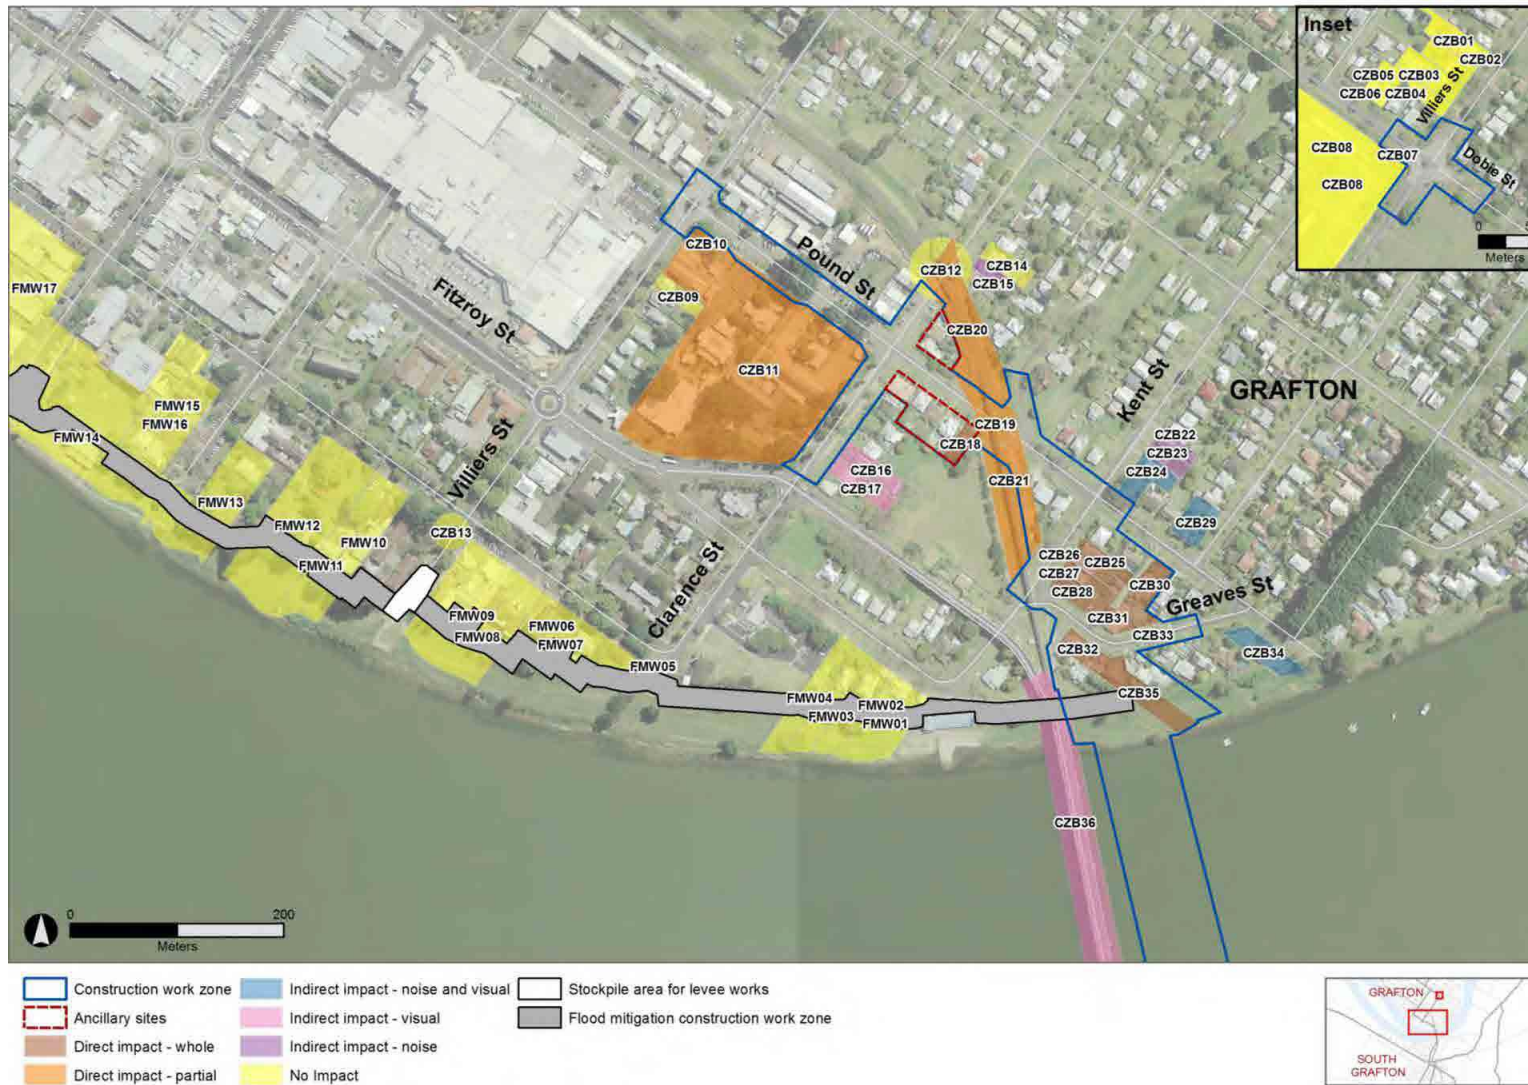 Inset
CZB01
CZB02
CZB05 CZB03
CZB06 CZB04
Villiers St
CZB08
CZB07
Dobie St
CZB08
0
Meters
FMW17
CZB10
Pound St
CZB12
CZB14
CZB15
CZB09
Fitzroy St
CZB20
CZB11
Kent St
GRAFTON
FMW15
FMW16
FMW14
CZB19
CZB18
CZB22
CZB23
CZB24
CZB16
CZB17
CZB21
Villiers St
FMW13
FMW12
CZB13
FMW10
FMW11
CZB29
CZB26
CZB25
CZB27
CZB28
CZB30
Greaves St
Clarence St
FMW09
FMW08
FMW06
FMW07
FMW05
CZB31
CZB33
CZB32
CZB34
FMW04
FMW02
FMW03
FMW01
CZB35
CZB36
0 200
Meters
Construction work zone
Ancillary sites
Direct impact - whole
Direct impact - partial
Indirect impact - noise and visual
Indirect impact - visual
Indirect impact - noise
No Impact
Stockpile area for levee works
Flood mitigation construction work zone
GRAFTON
SOUTH
GRAFTON